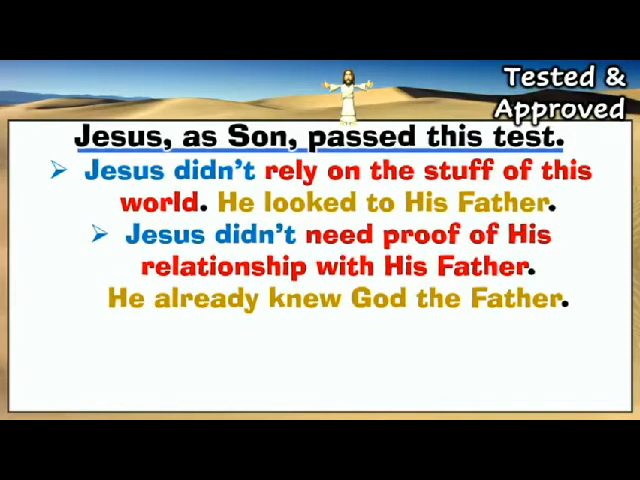 Tested &
Approved
Jesus, as Son, passed this test.
➢ Jesus didn't rely on the stuff of this
world. He looked to His Father.
➢ Jesus didn't need proof of His
relationship with His Father.
He already knew God the Father.